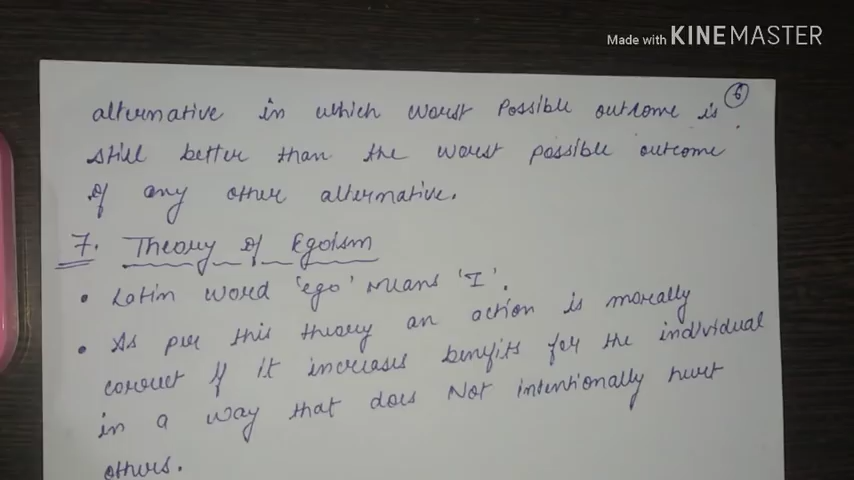 Made with KINEMASTER
6
alternative in which worst possible outcome is
still better than the worst possible outcome
of any other alternative.
7. Theory of Egoism
• Latin word 'ego' Means 'I'.
• As per this theory an action is morally
correct if it increases benefits for the individual
in a way that does Not intentionally hurt
others.